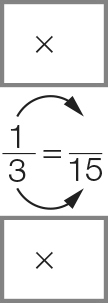 ×
1/3 = /15
×